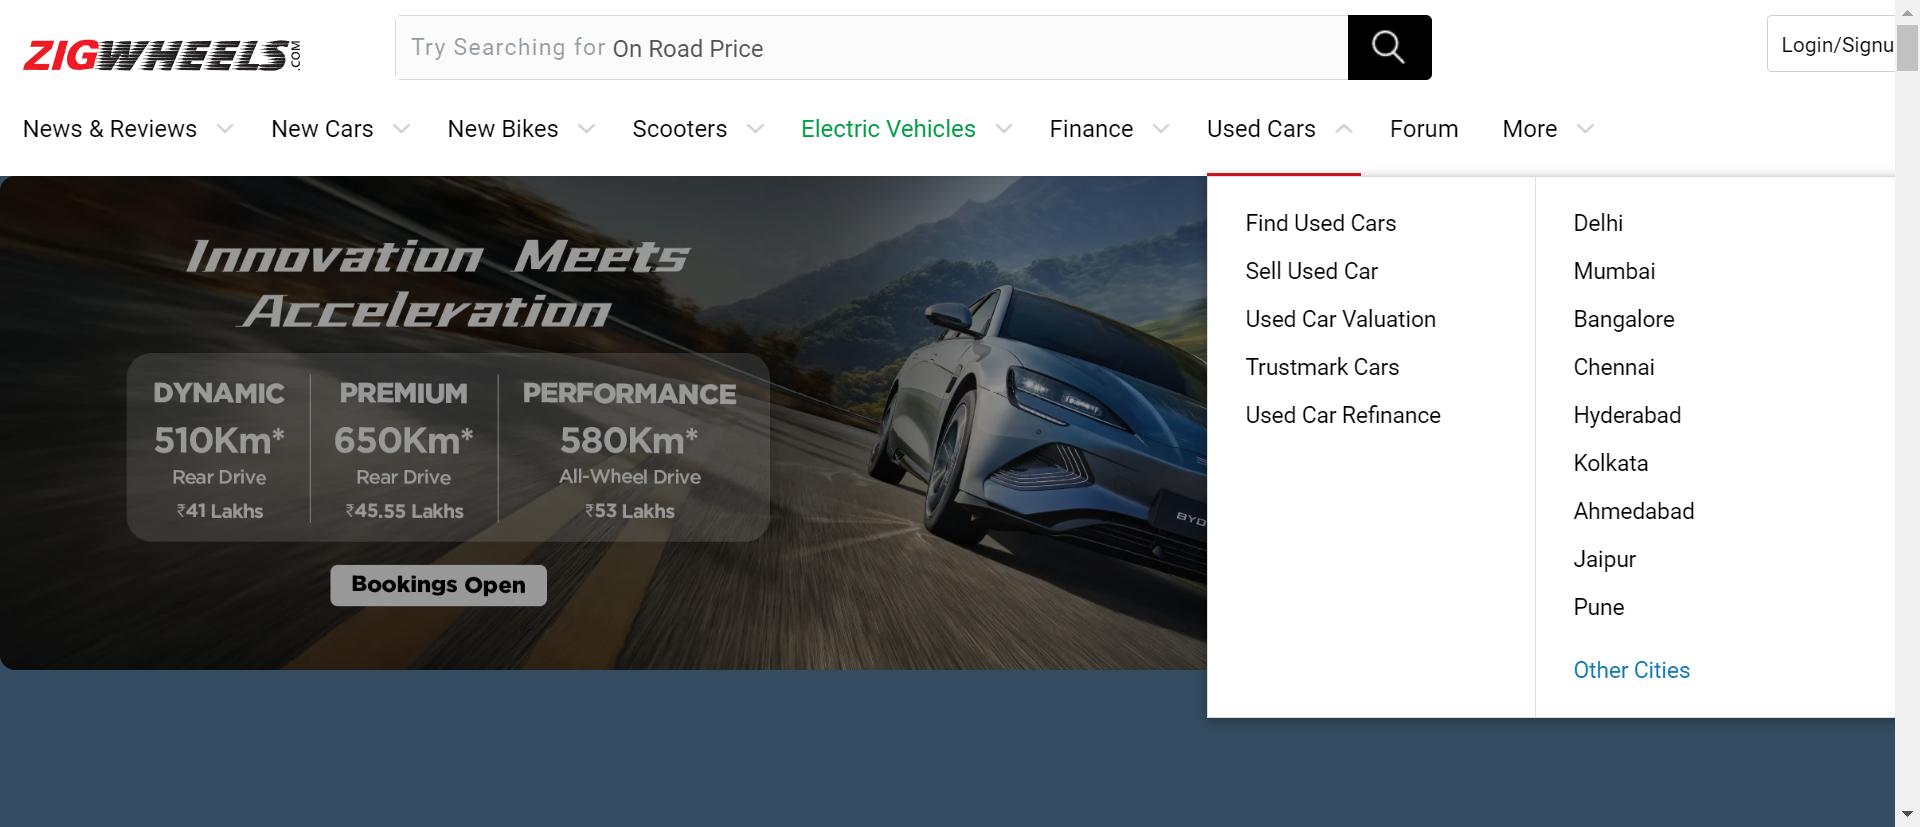 ZIGWHEELS.COM
Try Searching for On Road Price
Login/Signu
News & Reviews New Cars New Bikes Scooters Electric Vehicles Finance Used Cars Forum More
Innovation Meets
Acceleration
DYNAMIC
510Km*
Rear Drive
₹41 Lakhs
PREMIUM
650Km*
Rear Drive
₹45.55 Lakhs
PERFORMANCE
580Km*
All-Wheel Drive
₹53 Lakhs
Bookings Open
BYD
Find Used Cars
Sell Used Car
Used Car Valuation
Trustmark Cars
Used Car Refinance
Delhi
Mumbai
Bangalore
Chennai
Hyderabad
Kolkata
Ahmedabad
Jaipur
Pune
Other Cities